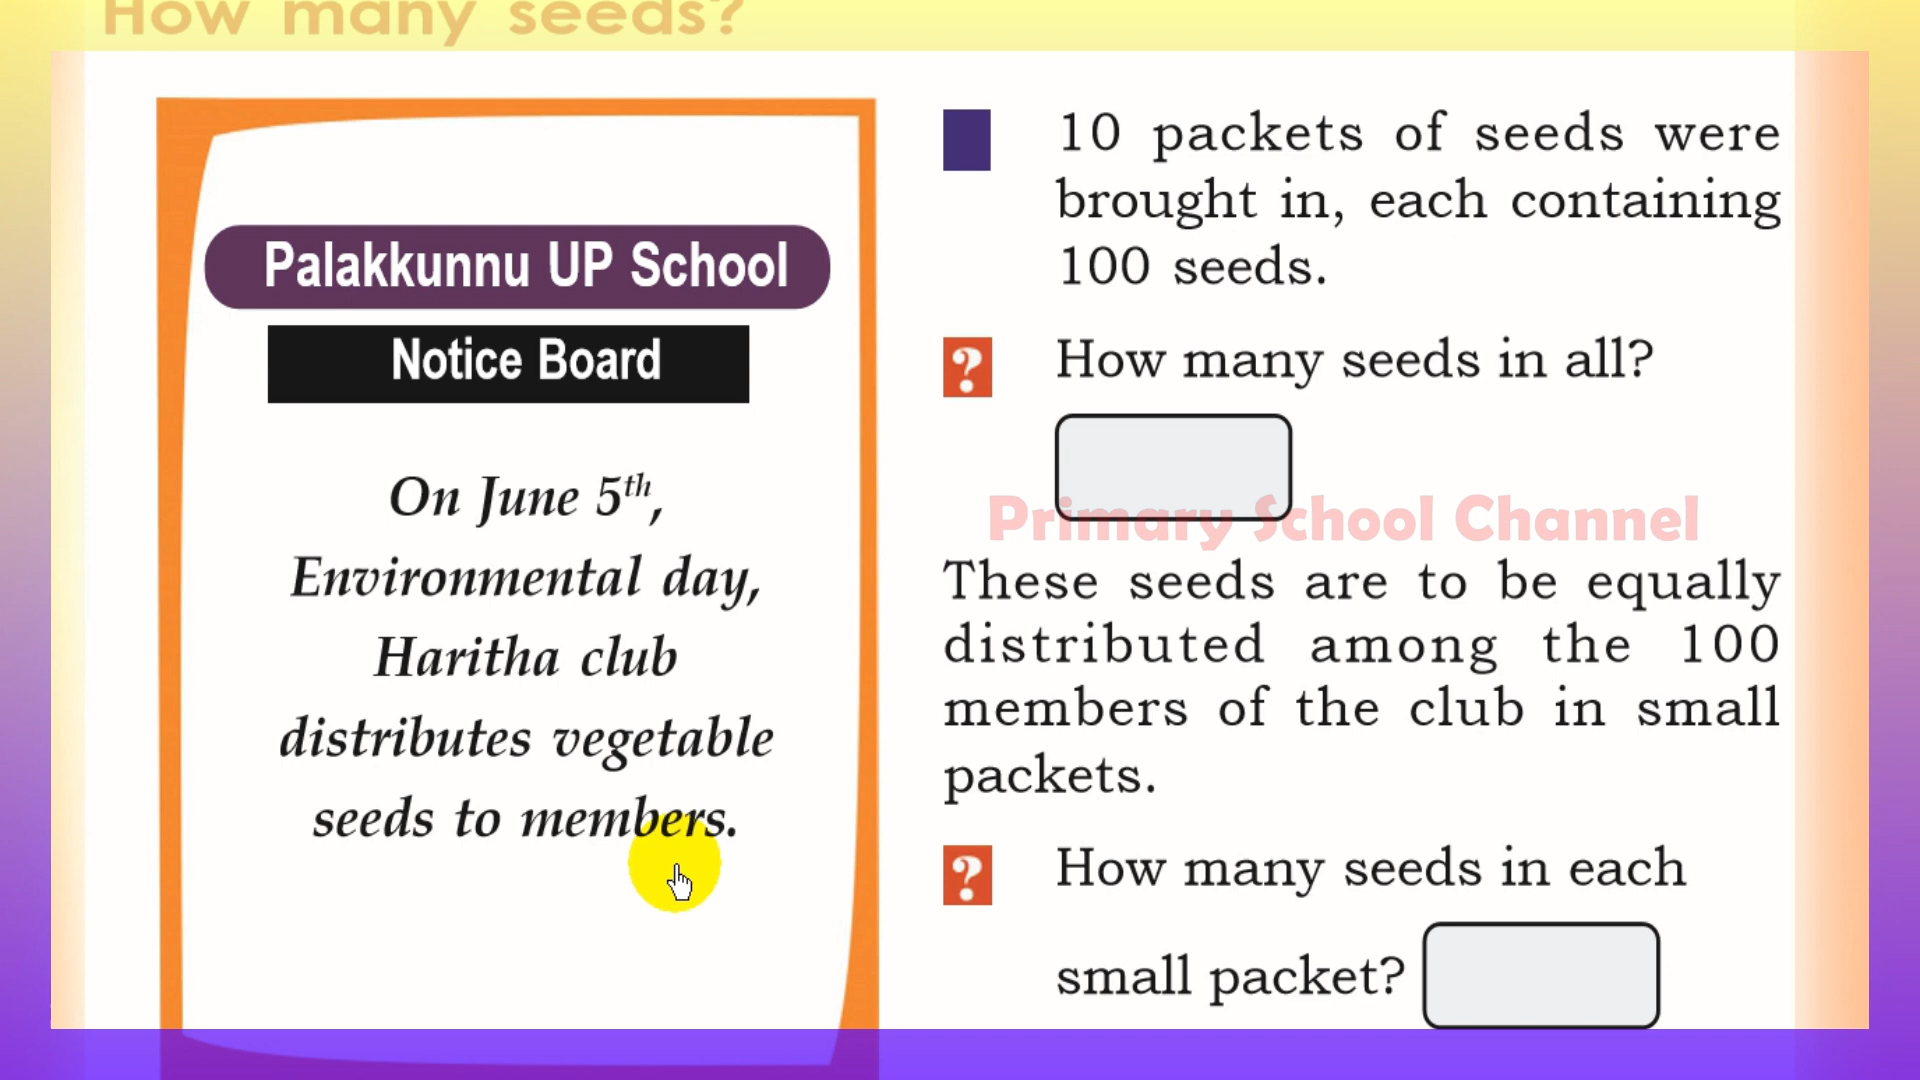 How many seeds?
Palakkunnu UP School
Notice Board
On June 5th,
Environmental day,
Haritha club
distributes vegetable
seeds to members.
10 packets of seeds were
brought in, each containing
100 seeds.
? How many seeds in all?
Primary School Channel
These seeds are to be equally
distributed among the 100
members of the club in small
packets.
? How many seeds in each
small packet?